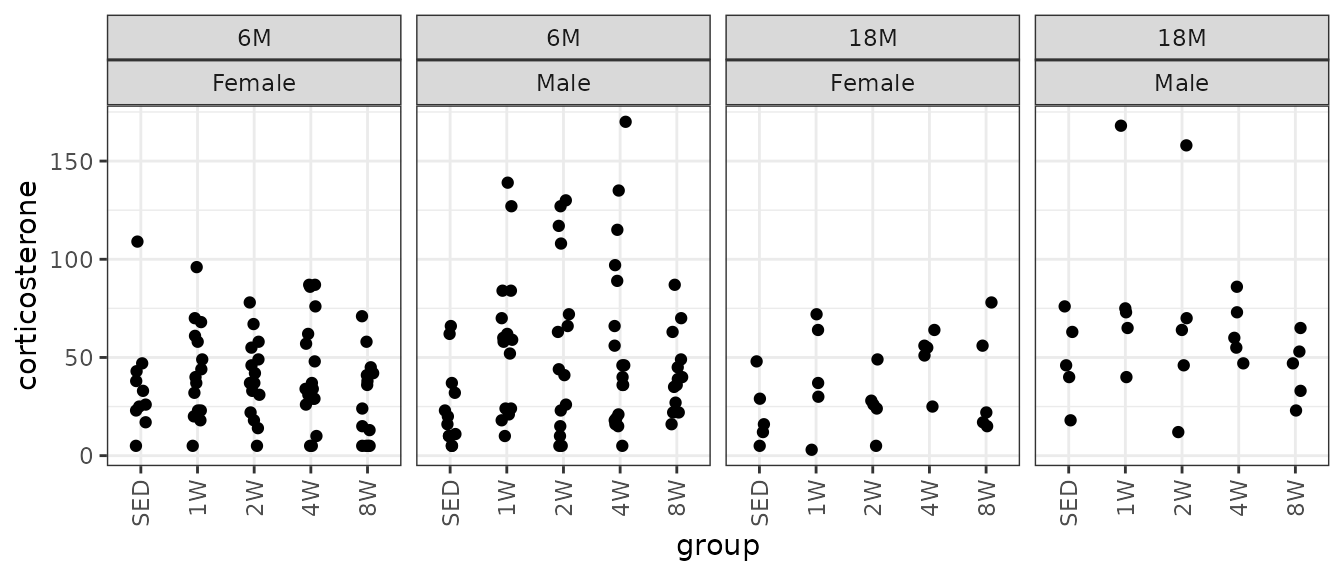 6M 6M 18M 18M
Female Male Female Male
corticosterone
150
100
50
0
SED 1W 2W 4W 8W SED 1W 2W 4W 8W SED 1W 2W 4W 8W SED 1W 2W 4W 8W
group